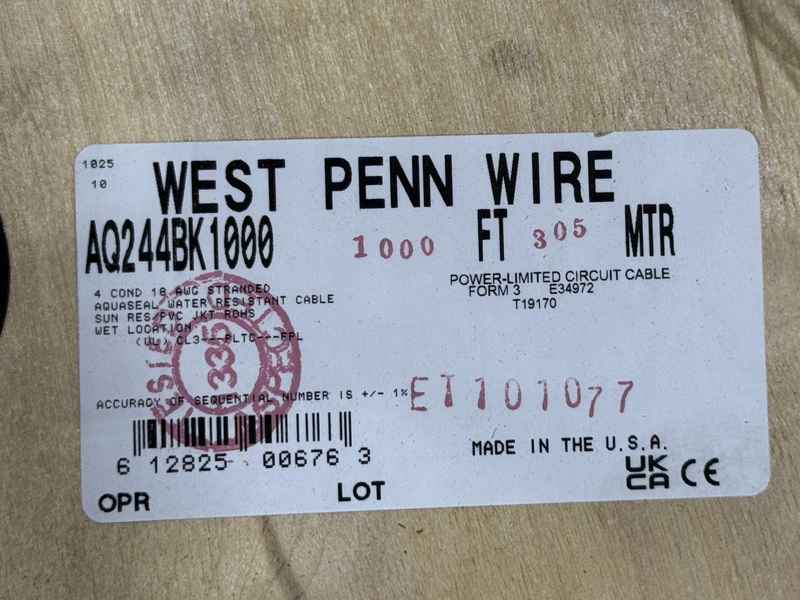 1025
10
WEST PENN WIRE
AQ244BK1000 1000 FT 305 MTR
POWER-LIMITED CIRCUIT CABLE
FORM 3 E34972
T19170
4 COND 18 AWG STRANDED
AQUASEAL WATER RESISTANT CABLE
SUN RES/PVC JKT ROHS
WET LOCATION
(UL) CL3---PLTC---FPL
335
ACCURACY OF SEQUENTIAL NUMBER IS +/- 1%
ET101077
6 12825 00676 3
MADE IN THE U.S.A.
UK
CA CE
OPR LOT